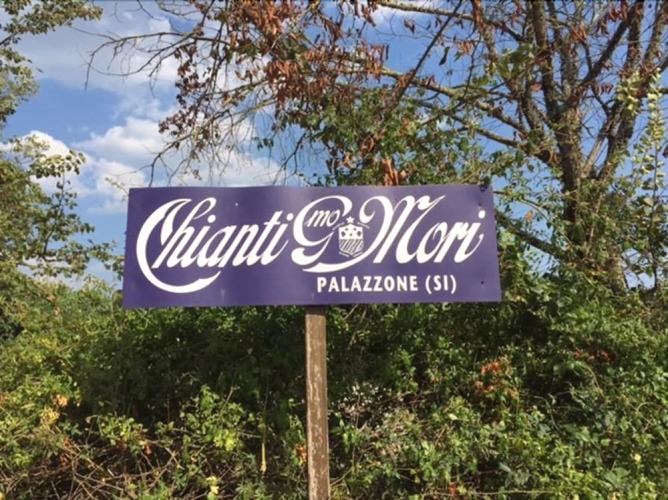 Chianti Gmo Mori
PALAZZONE (SI)